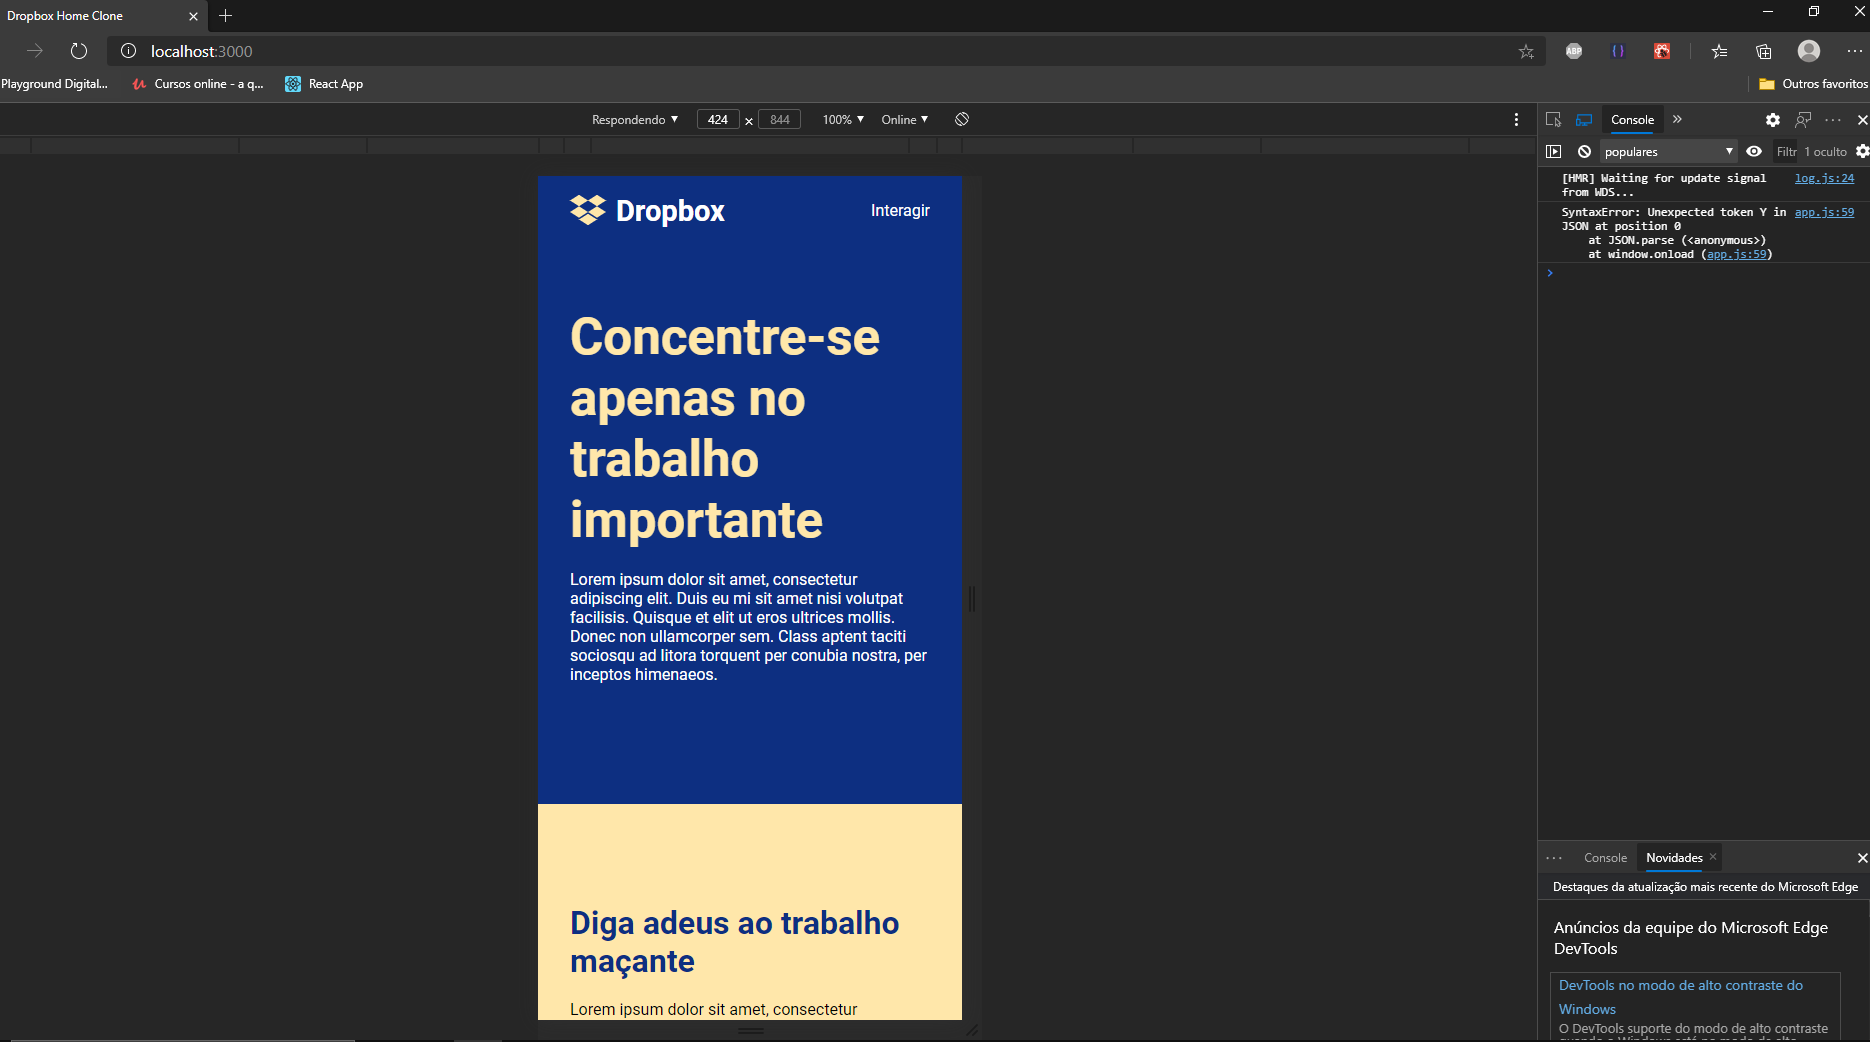 Dropbox Home Clone
localhost:3000
Playground Digital...
Cursos online - a q...
React App
Outros favoritos
Respondendo
424 x 844
100%
Online
Console
populares
Filtr
1 oculto
[HMR] Waiting for update signal
from WDS...
log.js:24
SyntaxError: Unexpected token Y in
JSON at position 0
at JSON.parse (<anonymous>)
at window.onload (app.js:59)
app.js:59
Dropbox
Interagir
Concentre-se
apenas no
trabalho
importante
Lorem ipsum dolor sit amet, consectetur
adipiscing elit. Duis eu mi sit amet nisi volutpat
facilisis. Quisque et elit ut eros ultrices mollis.
Donec non ullamcorper sem. Class aptent taciti
sociosqu ad litora torquent per conubia nostra, per
inceptos himenaeos.
Diga adeus ao trabalho
maçante
Lorem ipsum dolor sit amet, consectetur
Console
Novidades
Destaques da atualização mais recente do Microsoft Edge
Anúncios da equipe do Microsoft Edge
DevTools
DevTools no modo de alto contraste do
Windows
O DevTools suporte do modo de alto contraste
ABP